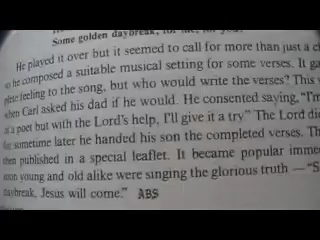 Some golden daybreak, for me, for you.
He played it over but it seemed to call for more than just a
so he composed a suitable musical setting for some verses. It
plete feeling to the song, but who would write the verses? This
when Carl asked his dad if he would. He consented saying, "I'm
a poet but with the Lord's help, I'll give it a try." The Lord
sometime later he handed his son the completed verses.
then published in a special leaflet. It became popular
soon young and old alike were singing the glorious truth —
daybreak, Jesus will come." ABS